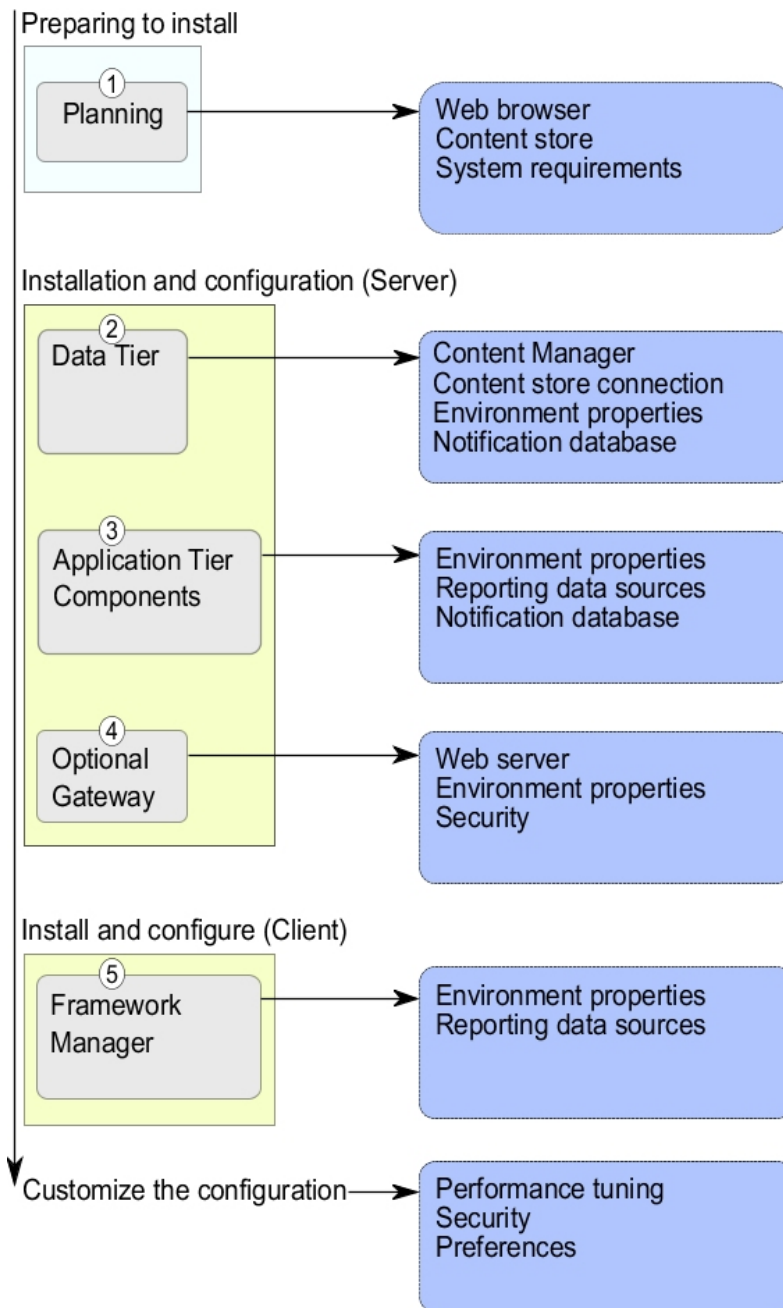 Preparing to install
1
Planning
Web browser
Content store
System requirements
Installation and configuration (Server)
2
Data Tier
Content Manager
Content store connection
Environment properties
Notification database
3
Application Tier
Components
Environment properties
Reporting data sources
Notification database
4
Optional
Gateway
Web server
Environment properties
Security
Install and configure (Client)
5
Framework
Manager
Environment properties
Reporting data sources
Customize the configuration
Performance tuning
Security
Preferences